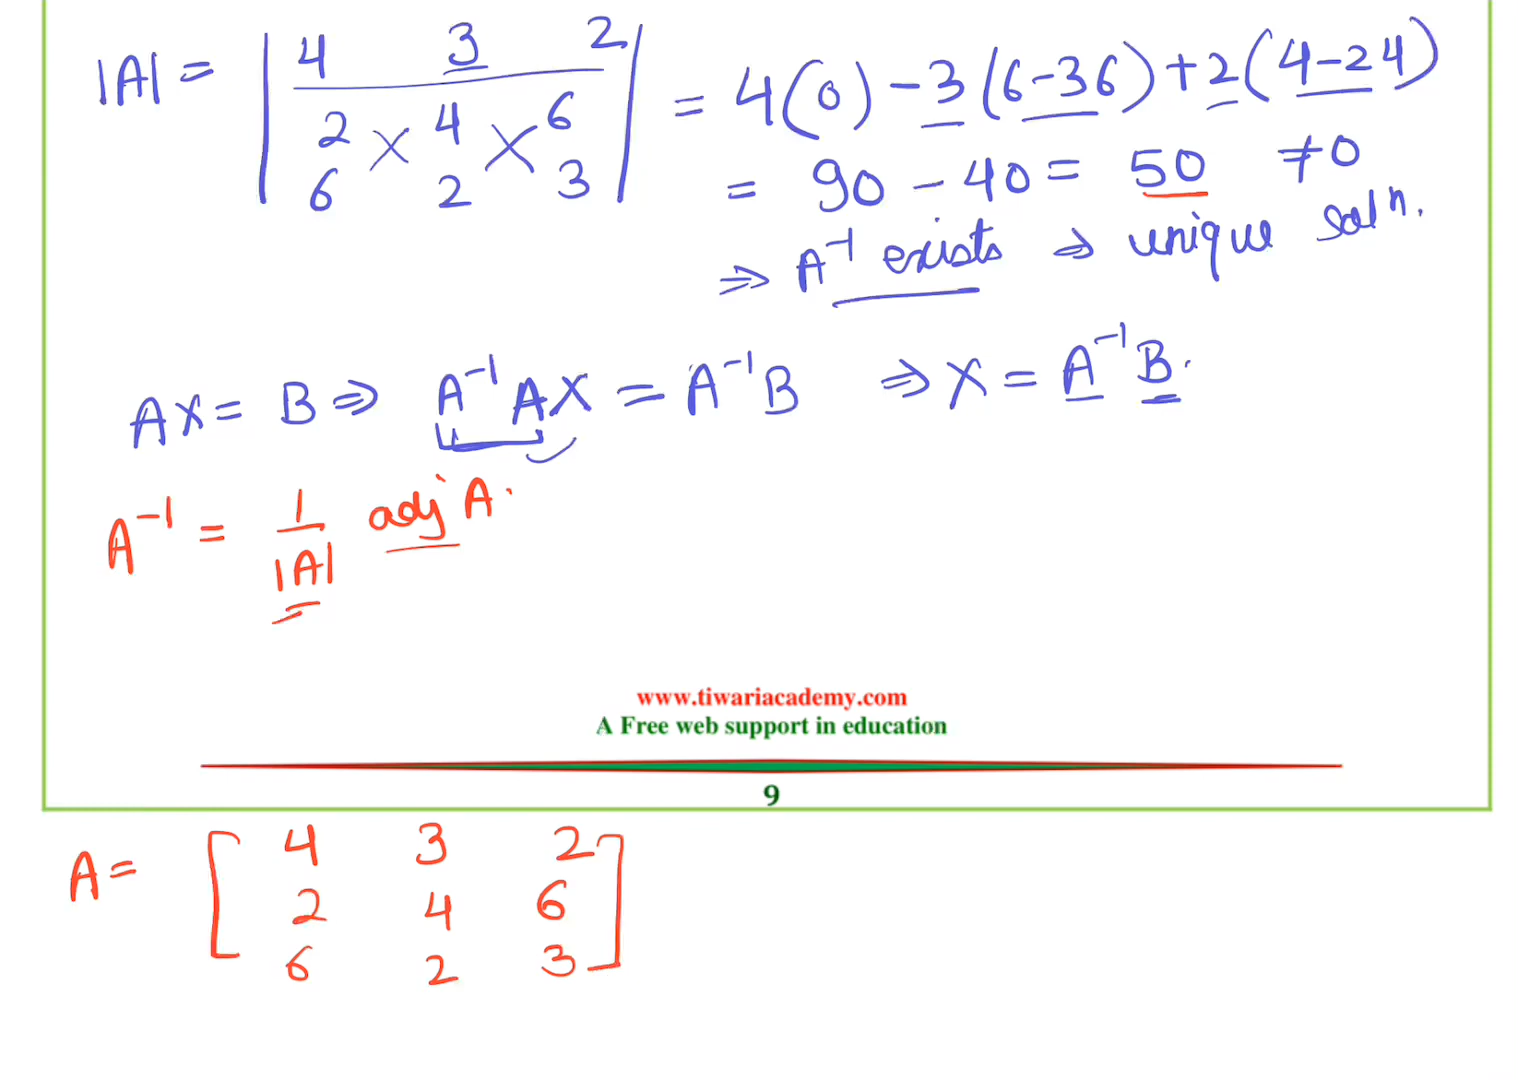 |A| = | 4 3 2 | = 4(0) - 3(6-36) + 2(4-24)
2 × 4 × 6
6 2 3
= 90 - 40 = 50 ≠0
⇒ A⁻¹ exists ⇒ unique solⁿ.
AX = B ⇒ A⁻¹AX = A⁻¹B ⇒ X = A⁻¹B.
A⁻¹ = 1/|A| adj A.
www.tiwariacademy.com
A Free web support in education
9
A = [ 4 3 2 ]
2 4 6
6 2 3